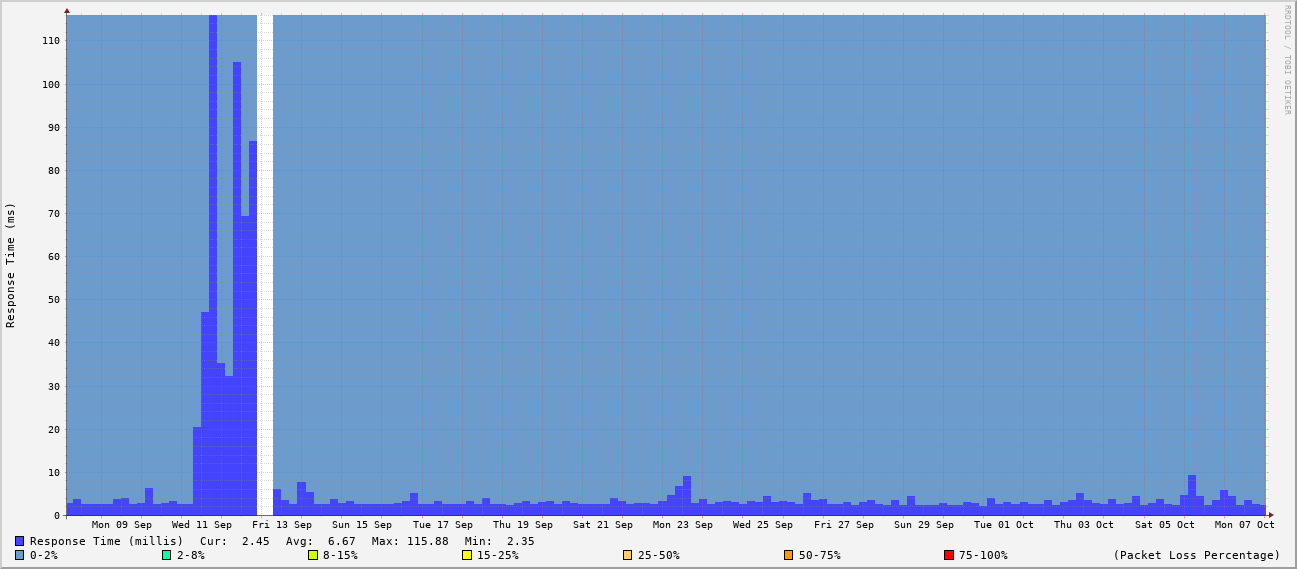 RRDTOOL / TOBI OETIKER
Response Time (ms)
110
100
90
80
70
60
50
40
30
20
10
0
Mon 09 Sep Wed 11 Sep Fri 13 Sep Sun 15 Sep Tue 17 Sep Thu 19 Sep Sat 21 Sep Mon 23 Sep Wed 25 Sep Fri 27 Sep Sun 29 Sep Tue 01 Oct Thu 03 Oct Sat 05 Oct Mon 07 Oct
Response Time (millis) Cur: 2.45 Avg: 6.67 Max: 115.88 Min: 2.35
0-2% 2-8% 8-15% 15-25% 25-50% 50-75% 75-100% (Packet Loss Percentage)